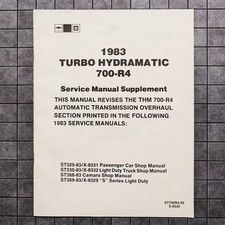 1983
TURBO HYDRAMATIC
700-R4
Service Manual Supplement
THIS MANUAL REVISES THE THM 700-R4
AUTOMATIC TRANSMISSION OVERHAUL
SECTION PRINTED IN THE FOLLOWING
1983 SERVICE MANUALS:
ST329-83/X-8331 Passenger Car Shop Manual
ST330-83/X-8332 Light Duty Truck Shop Manual
ST368-83 Camaro Shop Manual
ST369-83/X-8329 "S" Series Light Duty